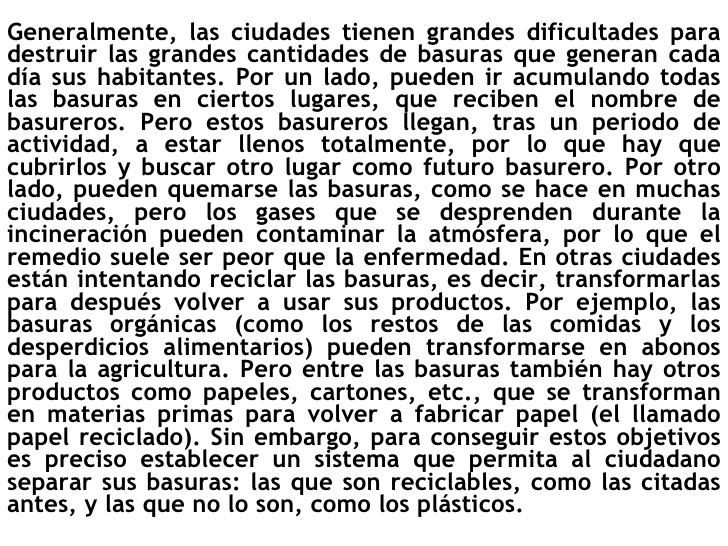 Generalmente, las ciudades tienen grandes dificultades para
destruir las grandes cantidades de basuras que generan cada
día sus habitantes. Por un lado, pueden ir acumulando todas
las basuras en ciertos lugares, que reciben el nombre de
basureros. Pero estos basureros llegan, tras un periodo de
actividad, a estar llenos totalmente, por lo que hay que
cubrirlos y buscar otro lugar como futuro basurero. Por otro
lado, pueden quemarse las basuras, como se hace en muchas
ciudades, pero los gases que se desprenden durante la
incineración pueden contaminar la atmósfera, por lo que el
remedio suele ser peor que la enfermedad. En otras ciudades
están intentando reciclar las basuras, es decir, transformarlas
para después volver a usar sus productos. Por ejemplo, las
basuras orgánicas (como los restos de las comidas y los
desperdicios alimentarios) pueden transformarse en abonos
para la agricultura. Pero entre las basuras también hay otros
productos como papeles, cartones, etc., que se transforman
en materias primas para volver a fabricar papel (el llamado
papel reciclado). Sin embargo, para conseguir estos objetivos
es preciso establecer un sistema que permita al ciudadano
separar sus basuras: las que son reciclables, como las citadas
antes, y las que no lo son, como los plásticos.